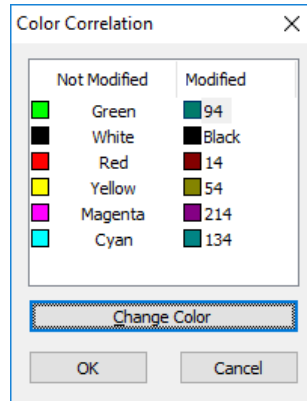 Color Correlation
Not Modified Modified
Green 94
White Black
Red 14
Yellow 54
Magenta 214
Cyan 134
Change Color
OK Cancel